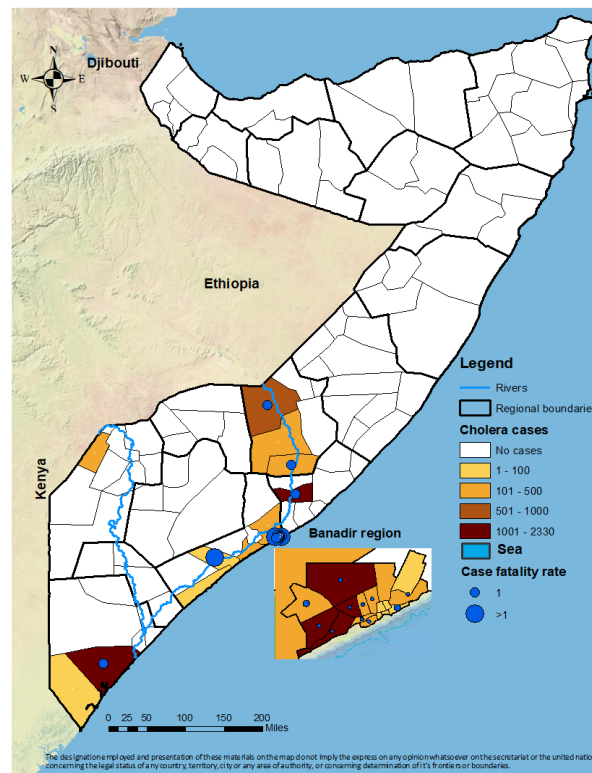 N
Djibouti
W E
S
Ethiopia
Legend
Rivers
Regional boundarie
Cholera cases
No cases
1 - 100
101 - 500
501 - 1000
1001 - 2330
Sea
Case fatality rate
1
>1
Kenya
Banadir region
0 25 50 100 150 200
Miles
The designation employed and presentation of these materials on the map do not imply the express on any opinion whatsoever on the secretariat or the united natio
concerning the legal status of any country, territory, city or any area of authority, or concerning determination of it's frontiers or boundaries.